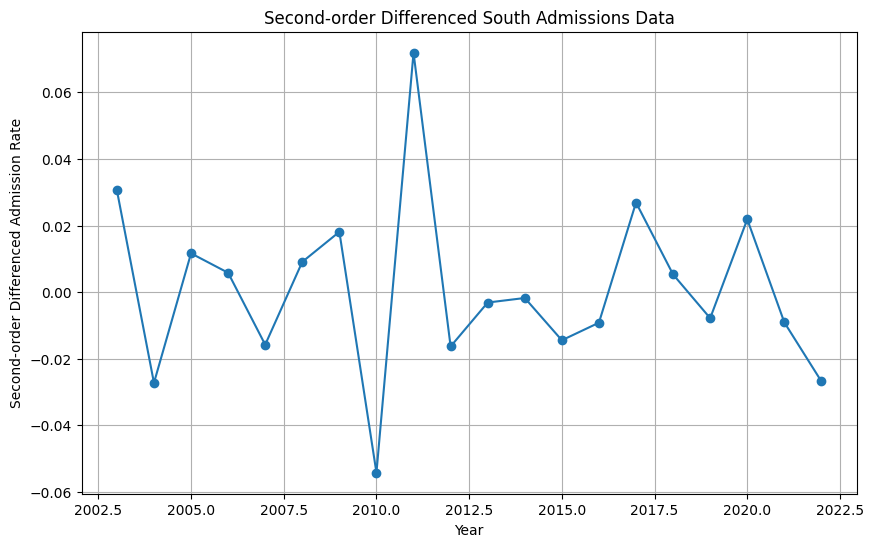 Second-order Differenced South Admissions Data
Second-order Differenced Admission Rate
0.06
0.04
0.02
0.00
−0.02
−0.04
−0.06
2002.5 2005.0 2007.5 2010.0 2012.5 2015.0 2017.5 2020.0 2022.5
Year